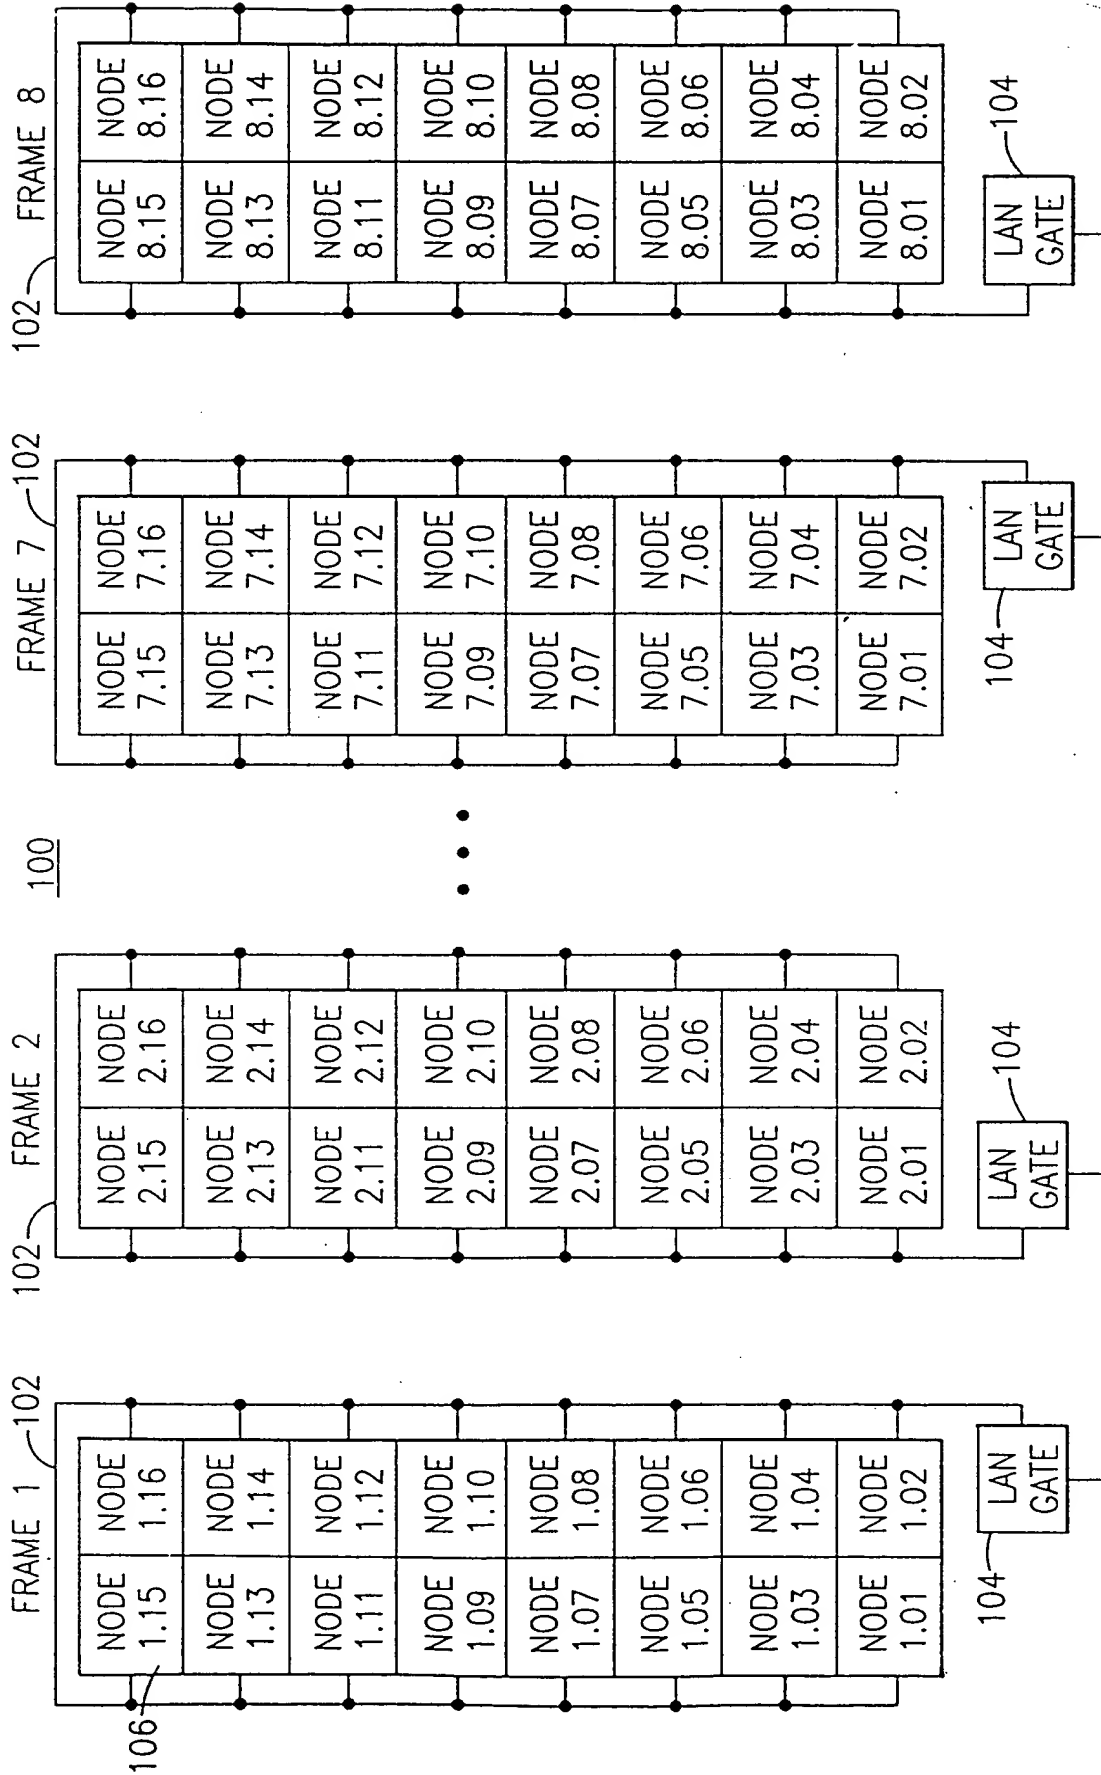 100
FRAME 1
102
NODE
1.15
NODE
1.16
NODE
1.13
NODE
1.14
NODE
1.11
NODE
1.12
NODE
1.09
NODE
1.10
NODE
1.07
NODE
1.08
NODE
1.05
NODE
1.06
NODE
1.03
NODE
1.04
NODE
1.01
NODE
1.02
106
104
LAN
GATE
102
FRAME 2
NODE
2.15
NODE
2.16
NODE
2.13
NODE
2.14
NODE
2.11
NODE
2.12
NODE
2.09
NODE
2.10
NODE
2.07
NODE
2.08
NODE
2.05
NODE
2.06
NODE
2.03
NODE
2.04
NODE
2.01
NODE
2.02
LAN
GATE
104
FRAME 7
102
NODE
7.15
NODE
7.16
NODE
7.13
NODE
7.14
NODE
7.11
NODE
7.12
NODE
7.09
NODE
7.10
NODE
7.07
NODE
7.08
NODE
7.05
NODE
7.06
NODE
7.03
NODE
7.04
NODE
7.01
NODE
7.02
104
LAN
GATE
102
FRAME 8
NODE
8.15
NODE
8.16
NODE
8.13
NODE
8.14
NODE
8.11
NODE
8.12
NODE
8.09
NODE
8.10
NODE
8.07
NODE
8.08
NODE
8.05
NODE
8.06
NODE
8.03
NODE
8.04
NODE
8.01
NODE
8.02
LAN
GATE
104